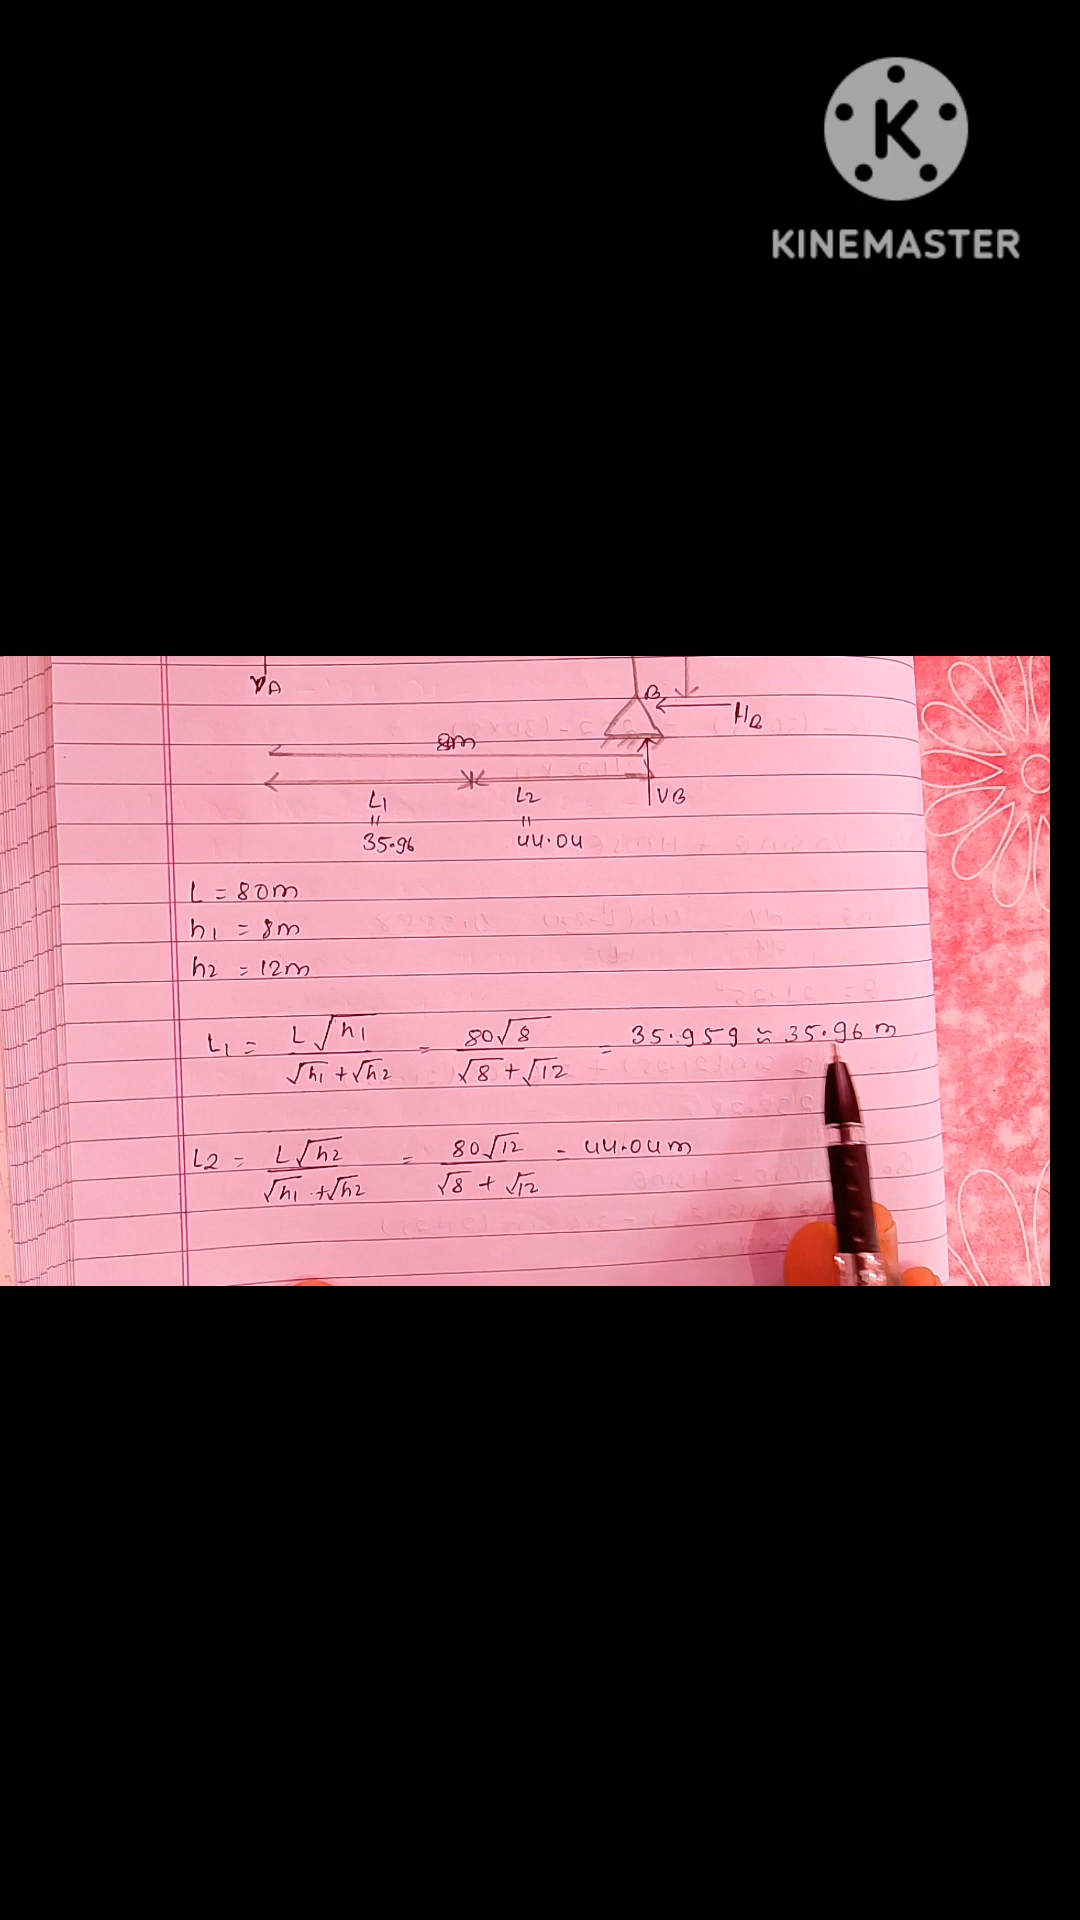 K
KINEMASTER
VA
B
HB
8m
L1 L2 VB
" "
35.96 44.04
L = 80m
h1 = 8m
h2 = 12m
L1 = L√h1 / √h1 + √h2 = 80√8 / √8 + √12 = 35.959 ≈ 35.96 m
L2 = L√h2 / √h1 + √h2 = 80√12 / √8 + √12 = 44.04m